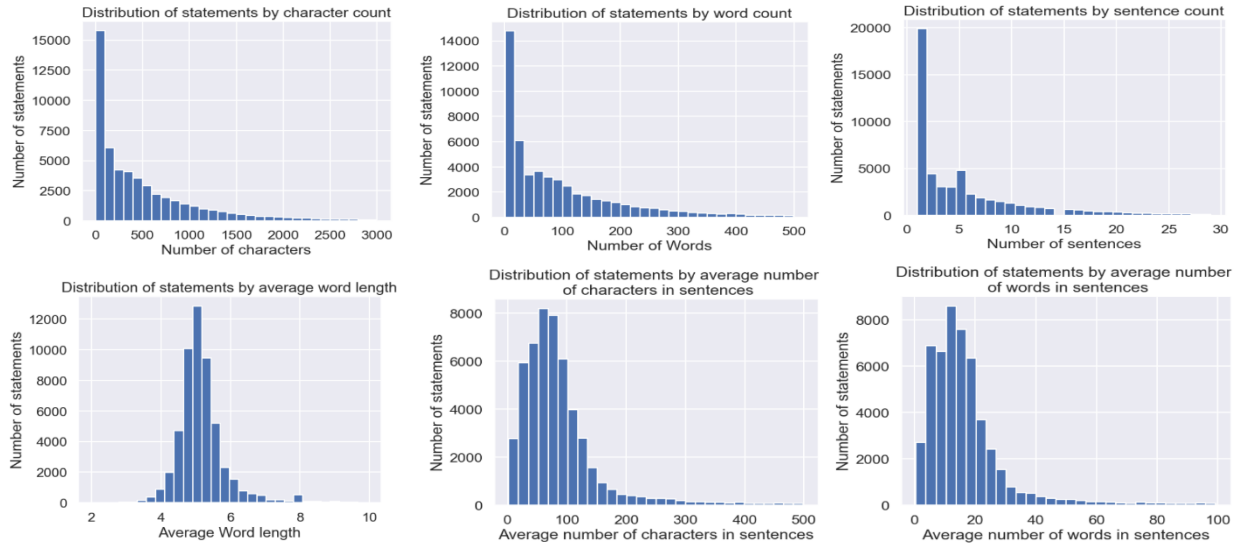 Distribution of statements by character count
Number of statements
15000
12500
10000
7500
5000
2500
0
0 500 1000 1500 2000 2500 3000
Number of characters
Distribution of statements by word count
Number of statements
14000
12000
10000
8000
6000
4000
2000
0
0 100 200 300 400 500
Number of Words
Distribution of statements by sentence count
Number of statements
20000
15000
10000
5000
0
0 5 10 15 20 25 30
Number of sentences
Distribution of statements by average word length
Number of statements
12000
10000
8000
6000
4000
2000
0
2 4 6 8 10
Average Word length
Distribution of statements by average number
of characters in sentences
Number of statements
8000
6000
4000
2000
0
0 100 200 300 400 500
Average number of characters in sentences
Distribution of statements by average number
of words in sentences
Number of statements
8000
6000
4000
2000
0
0 20 40 60 80 100
Average number of words in sentences